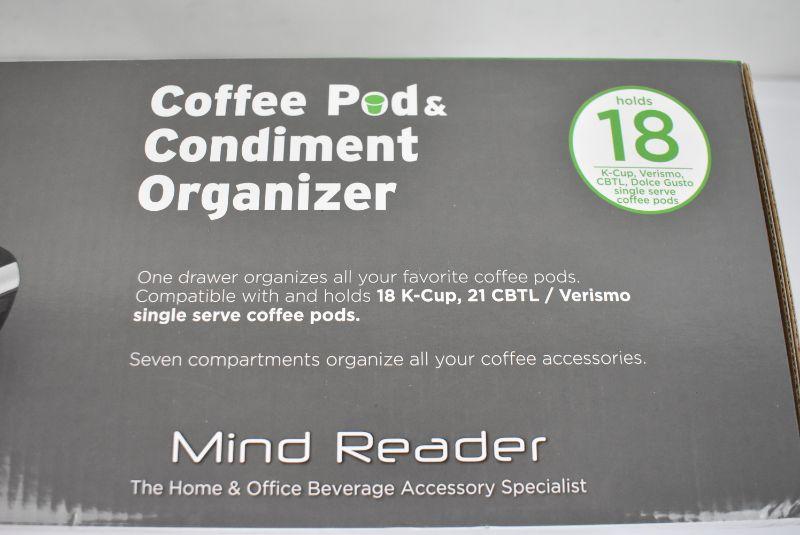 Coffee Pod &
Condiment
Organizer
holds
18
K-Cup, Verismo,
CBTL, Dolce Gusto
single serve
coffee pods
One drawer organizes all your favorite coffee pods.
Compatible with and holds 18 K-Cup, 21 CBTL / Verismo
single serve coffee pods.
Seven compartments organize all your coffee accessories.
Mind Reader
The Home & Office Beverage Accessory Specialist